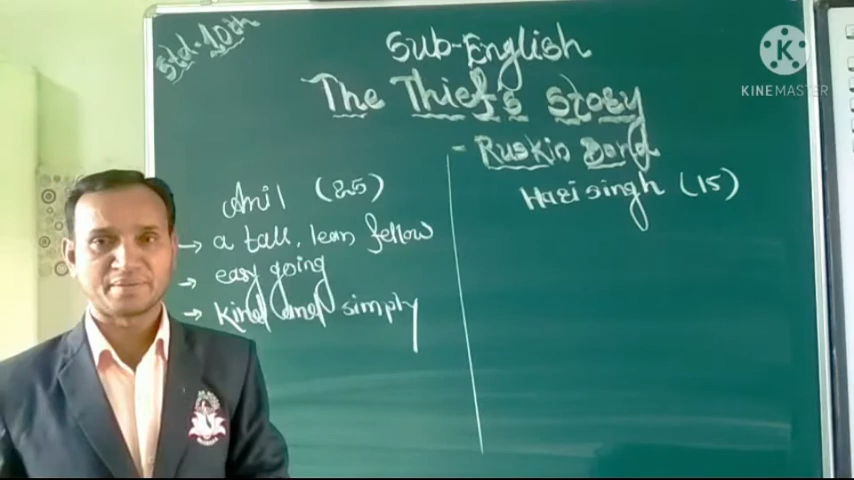 Std-10th
Sub-English
The Thief's Story
- Ruskin Bond
Anil (25)
→ a tall, lean fellow
→ easy going
→ kind and simply
Hari singh (15)
KINEMASTER